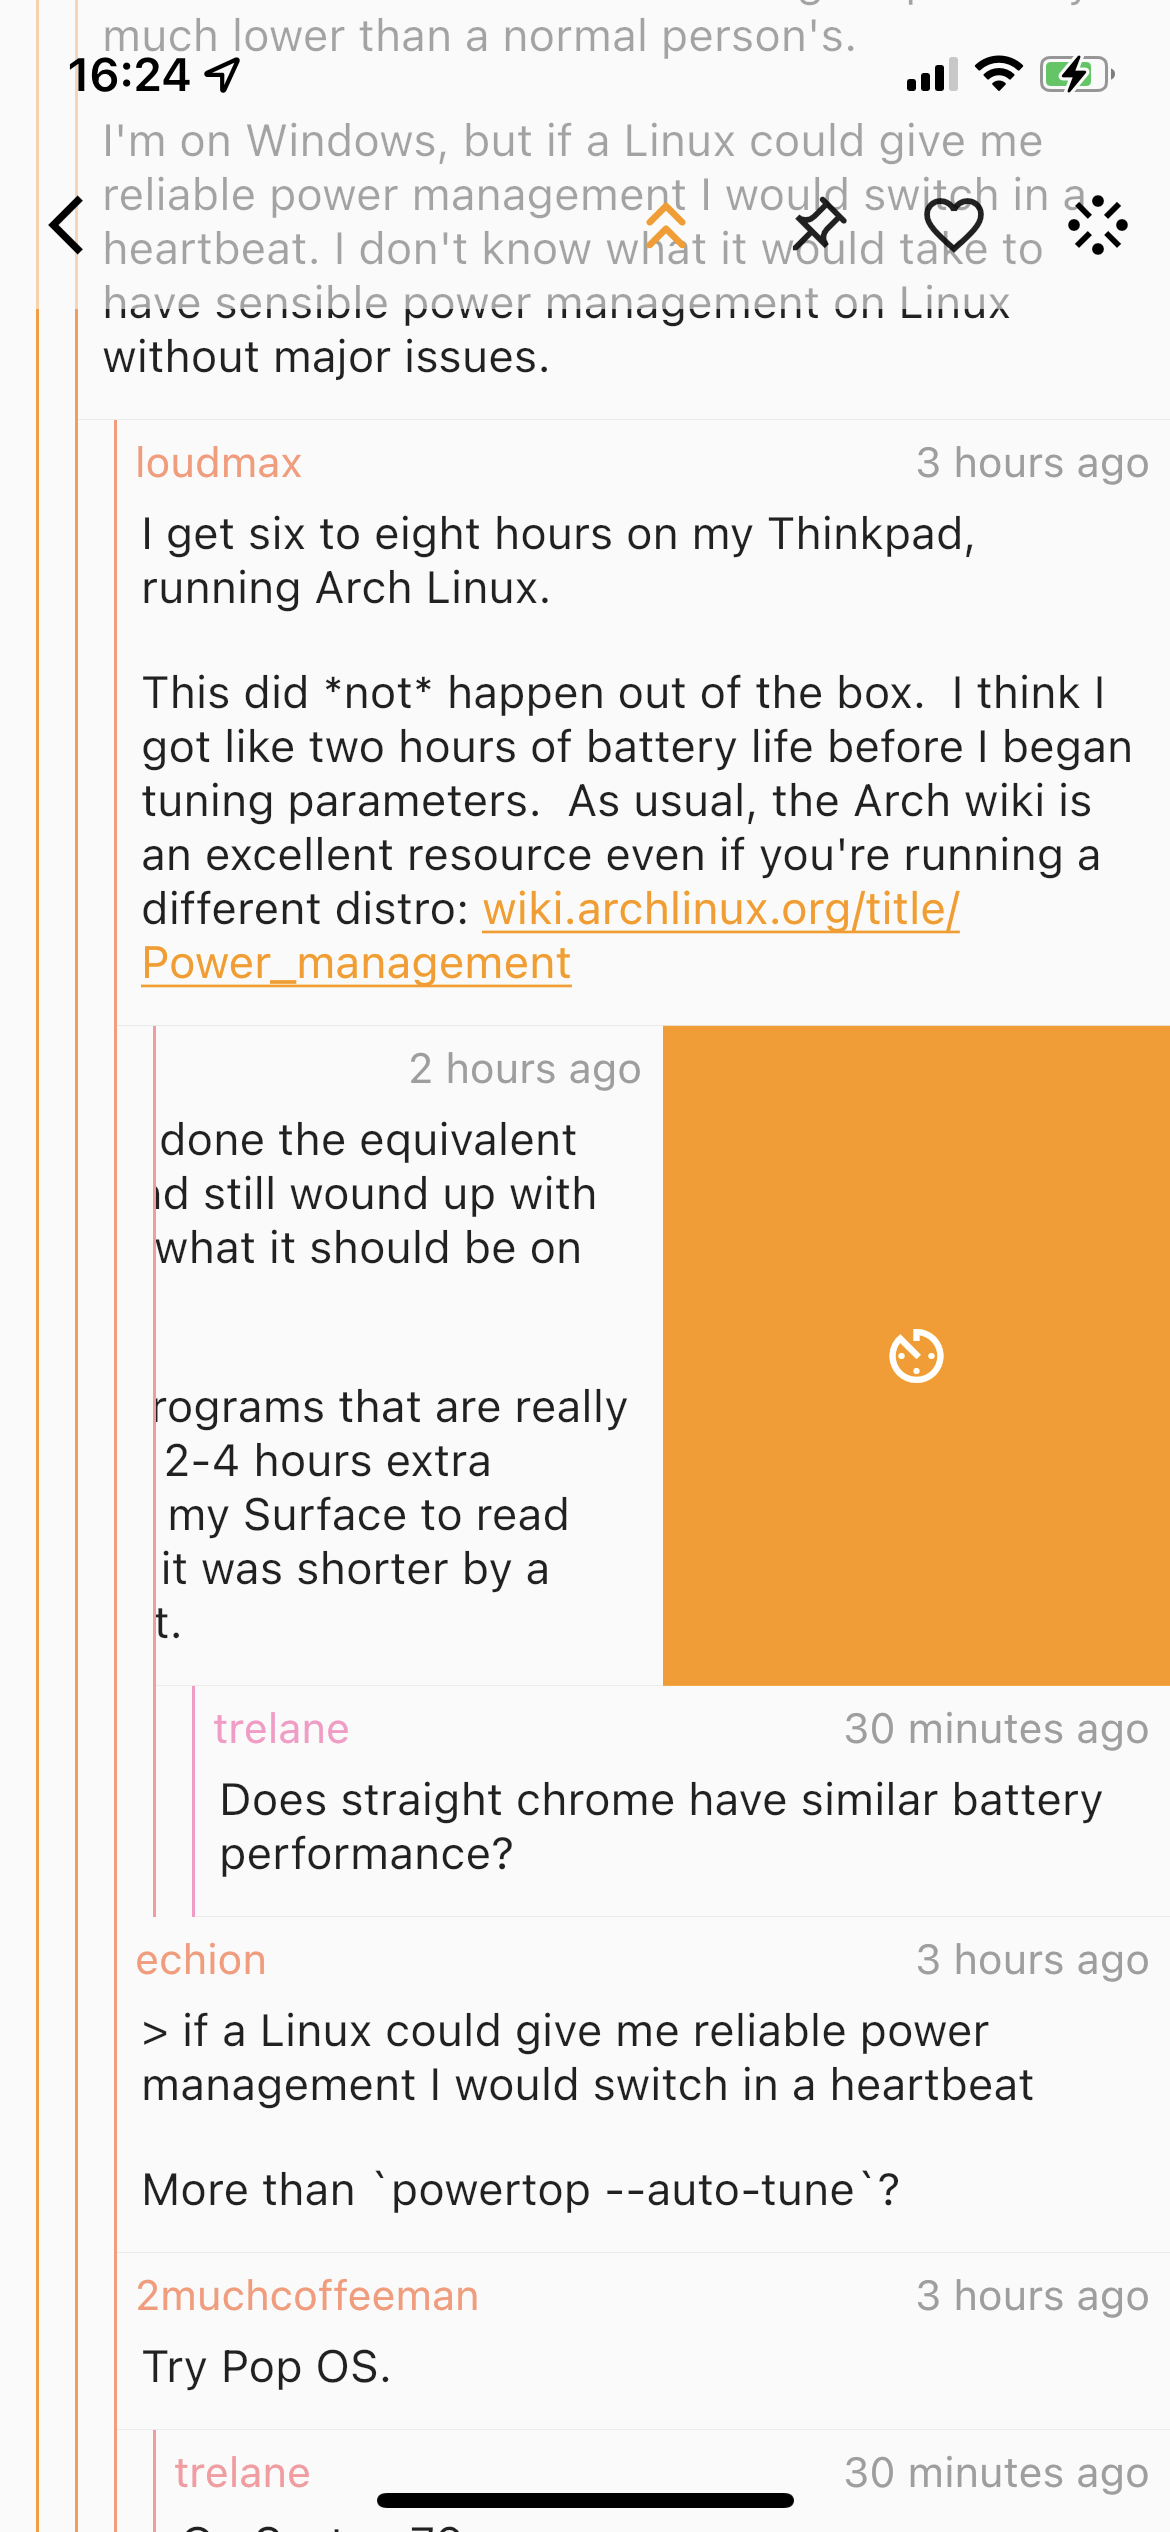 much lower than a normal person's.
16:24
I'm on Windows, but if a Linux could give me
reliable power management I would switch in a
heartbeat. I don't know what it would take to
have sensible power management on Linux
without major issues.
loudmax 3 hours ago
I get six to eight hours on my Thinkpad,
running Arch Linux.
This did *not* happen out of the box.  I think I
got like two hours of battery life before I began
tuning parameters.  As usual, the Arch wiki is
an excellent resource even if you're running a
different distro: wiki.archlinux.org/title/
Power_management
2 hours ago
done the equivalent
still wound up with
what it should be on
rograms that are really
2-4 hours extra
my Surface to read
it was shorter by a
t.
trelane 30 minutes ago
Does straight chrome have similar battery
performance?
echion 3 hours ago
> if a Linux could give me reliable power
management I would switch in a heartbeat
More than `powertop --auto-tune`?
2muchcoffeeman 3 hours ago
Try Pop OS.
trelane 30 minutes ago